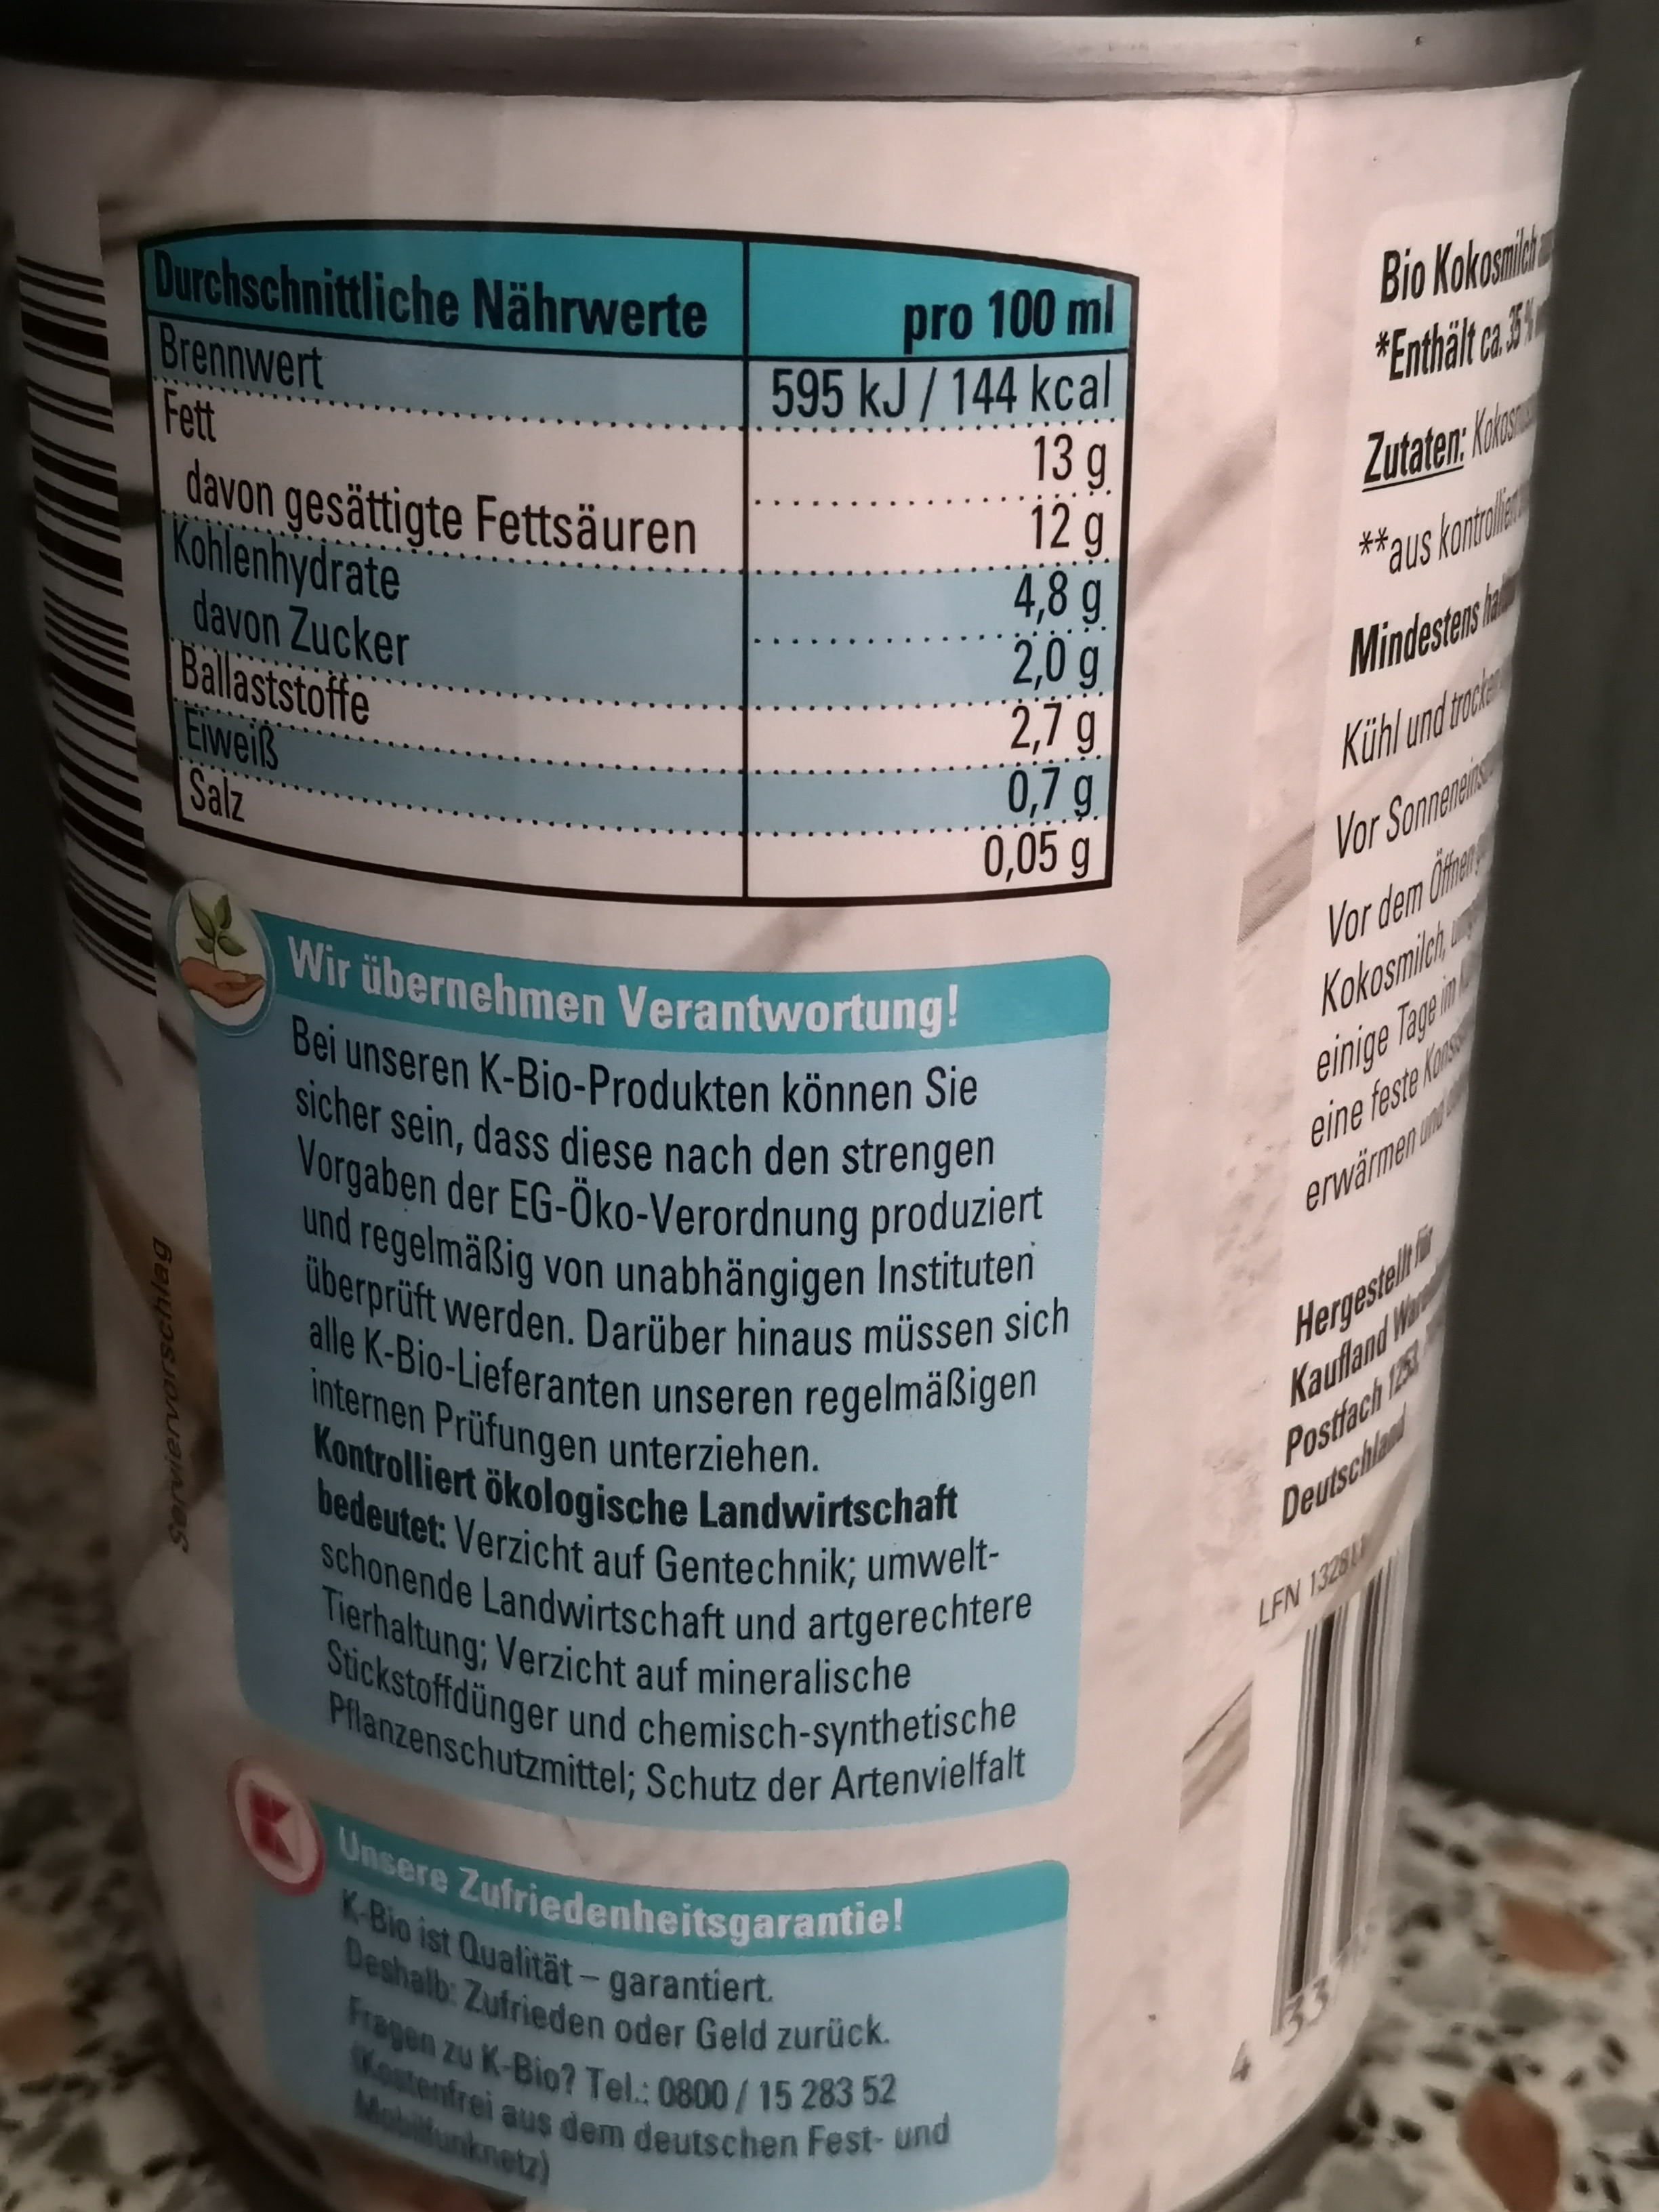 Durchschnittliche Nährwerte pro 100 ml
Brennwert 595 kJ / 144 kcal
Fett 13 g
davon gesättigte Fettsäuren 12 g
Kohlenhydrate 4,8 g
davon Zucker 2,0 g
Ballaststoffe 2,7 g
Eiweiß 0,7 g
Salz 0,05 g
Wir übernehmen Verantwortung!
Bei unseren K-Bio-Produkten können Sie
sicher sein, dass diese nach den strengen
Vorgaben der EG-Öko-Verordnung produziert
und regelmäßig von unabhängigen Instituten
überprüft werden. Darüber hinaus müssen sich
alle K-Bio-Lieferanten unseren regelmäßigen
internen Prüfungen unterziehen.
Kontrolliert ökologische Landwirtschaft
bedeutet: Verzicht auf Gentechnik; umwelt-
schonende Landwirtschaft und artgerechtere
Tierhaltung; Verzicht auf mineralische
Stickstoffdünger und chemisch-synthetische
Pflanzenschutzmittel; Schutz der Artenvielfalt
K
Unsere Zufriedenheitsgarantie!
K-Bio ist Qualität – garantiert.
Deshalb: Zufrieden oder Geld zurück.
Fragen zu K-Bio? Tel.: 0800 / 15 283 52
(Kostenfrei aus dem deutschen Fest- und
Mobilfunknetz)
Serviervorschlag
Bio Kokosmilch
*Enthält ca. 35 %
Zutaten:
**aus
Mindestens
Kühl und
Vor
Vor dem Öffnen
Kokosmilch,
einige Tage im
eine feste
erwärmen und
Hergestellt für
Kaufland
Postfach 1253,
Deutschland
LFN
4